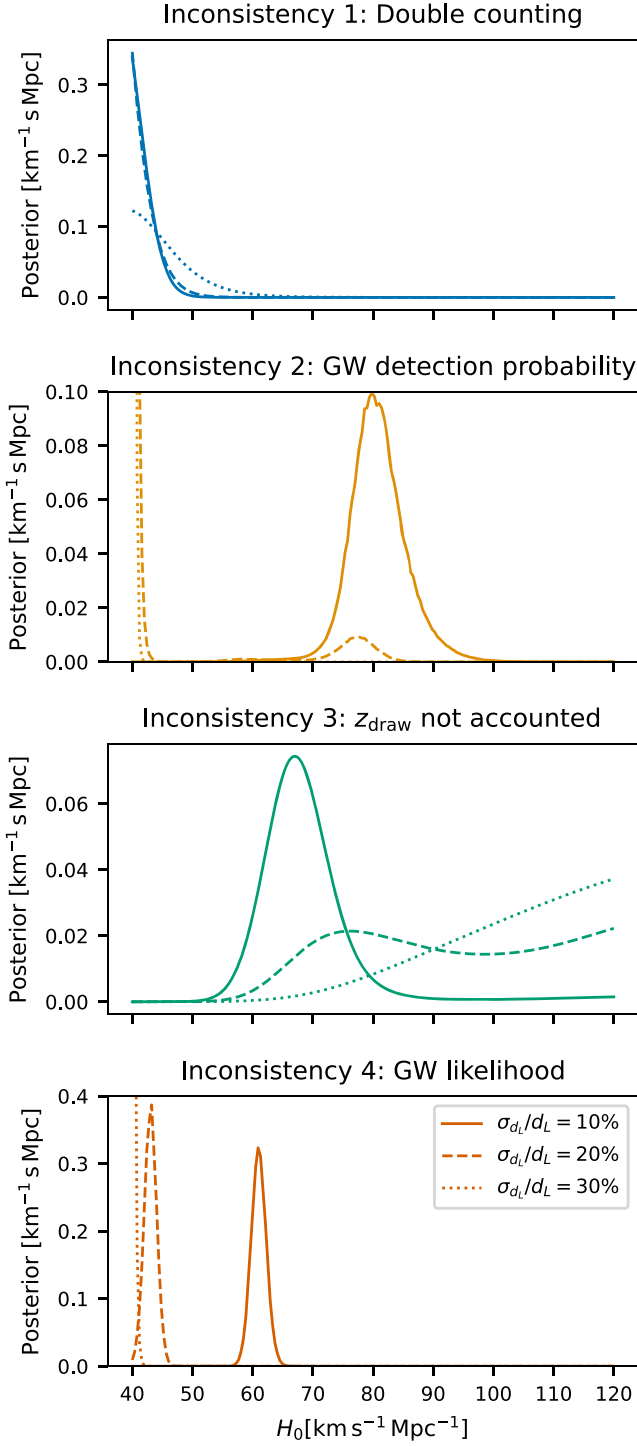 Inconsistency 1: Double counting
Posterior [km⁻¹ s Mpc]
0.3
0.2
0.1
0.0
Inconsistency 2: GW detection probability
Posterior [km⁻¹ s Mpc]
0.10
0.08
0.06
0.04
0.02
0.00
Inconsistency 3: z_draw not accounted
Posterior [km⁻¹ s Mpc]
0.06
0.04
0.02
0.00
Inconsistency 4: GW likelihood
Posterior [km⁻¹ s Mpc]
0.4
0.3
0.2
0.1
0.0
σ_{d_L}/d_L = 10%
σ_{d_L}/d_L = 20%
σ_{d_L}/d_L = 30%
40 50 60 70 80 90 100 110 120
H₀[km s⁻¹ Mpc⁻¹]